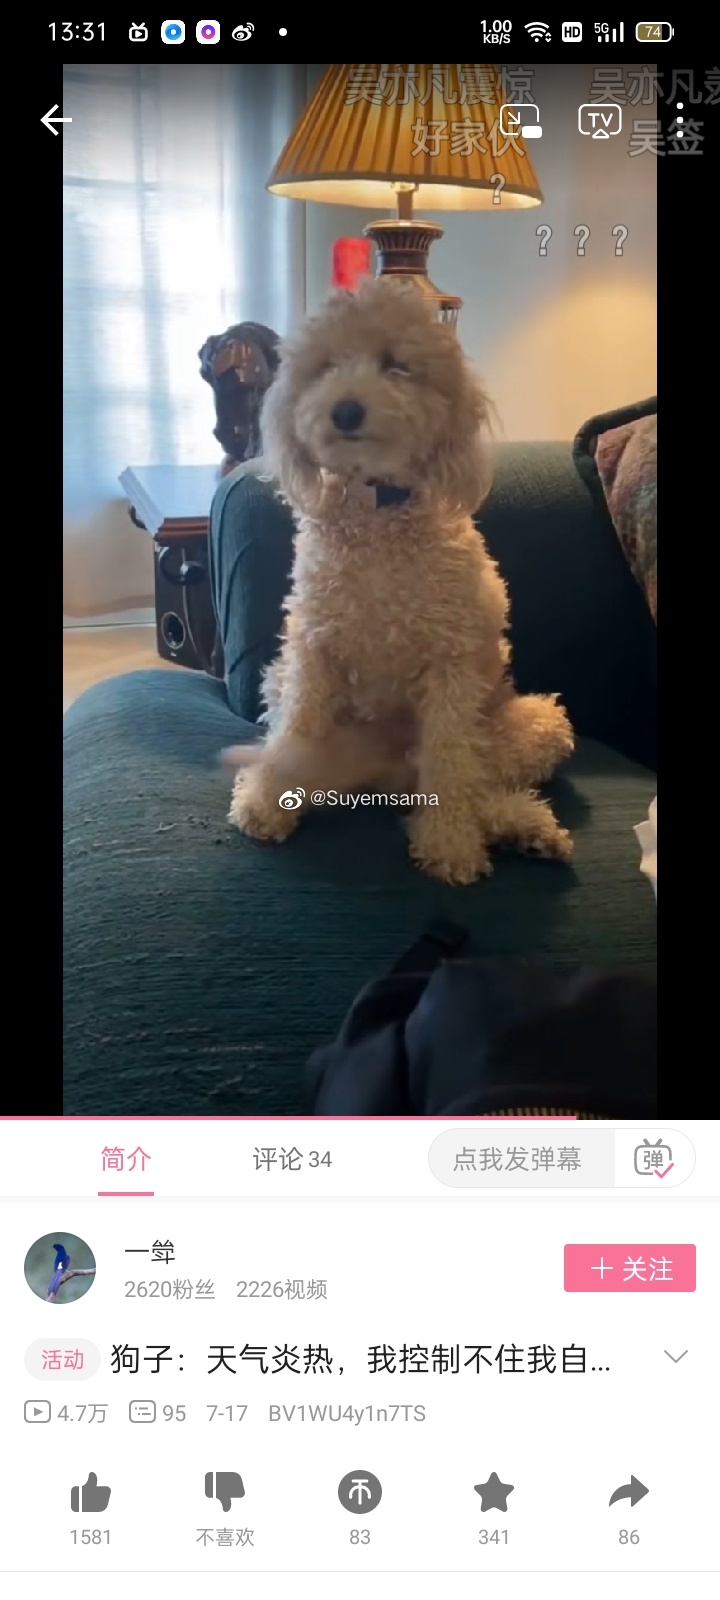 13:31
1.00
KB/S
HD
5G
74
吴亦凡震惊
吴亦凡
好家伙
吴签
TV
？
？？？
@Suyemsama
简介
评论 34
点我发弹幕
弹
一犖
2620粉丝 2226视频
＋ 关注
活动 狗子：天气炎热，我控制不住我自...
4.7万 95 7-17 BV1WU4y1n7TS
1581
不喜欢
83
341
86